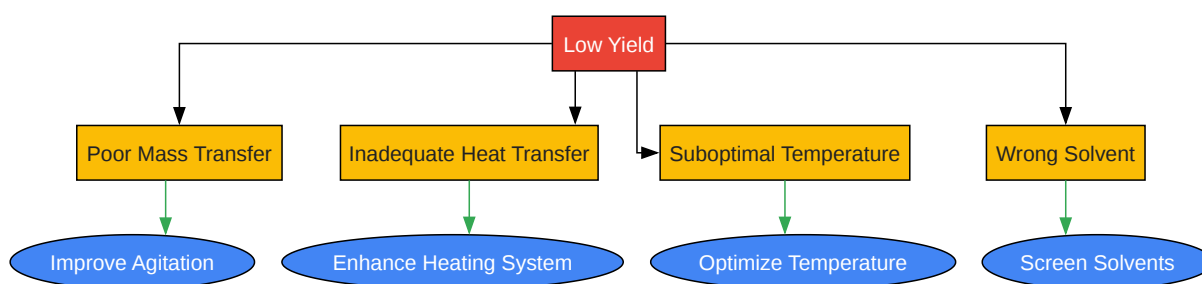 Low Yield
Poor Mass Transfer
Inadequate Heat Transfer
Suboptimal Temperature
Wrong Solvent
Improve Agitation
Enhance Heating System
Optimize Temperature
Screen Solvents